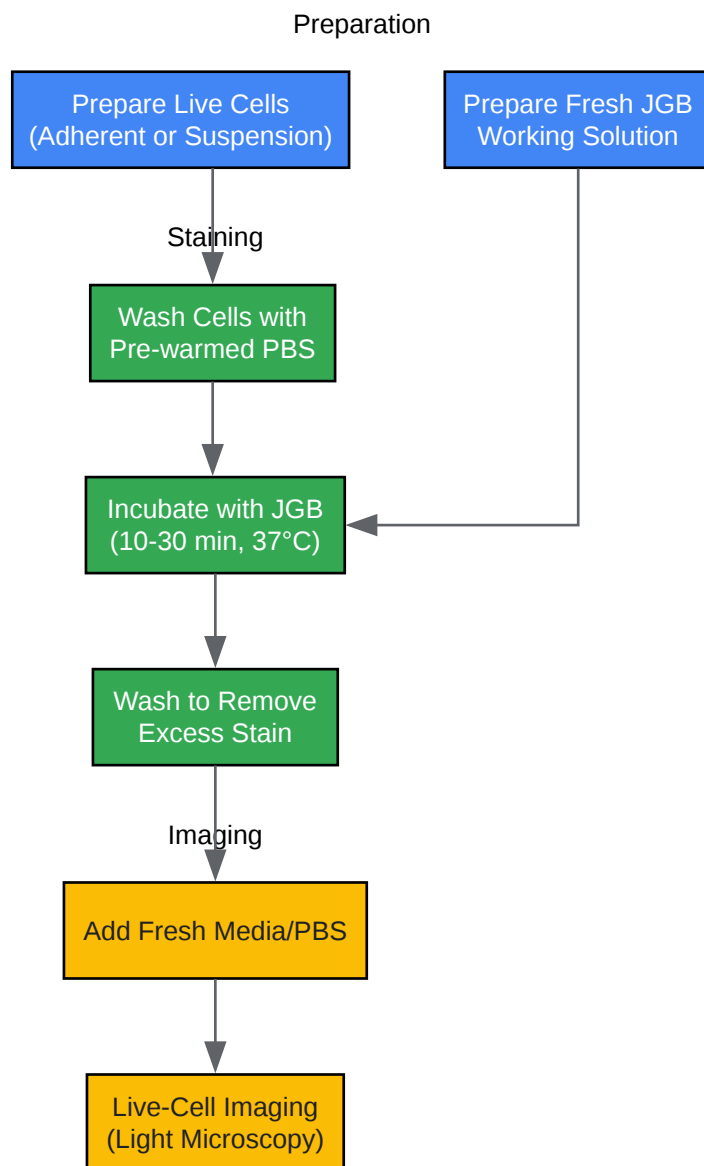 Preparation
Prepare Live Cells
(Adherent or Suspension)
Prepare Fresh JGB
Working Solution
Staining
Wash Cells with
Pre-warmed PBS
Incubate with JGB
(10-30 min, 37°C)
Wash to Remove
Excess Stain
Imaging
Add Fresh Media/PBS
Live-Cell Imaging
(Light Microscopy)